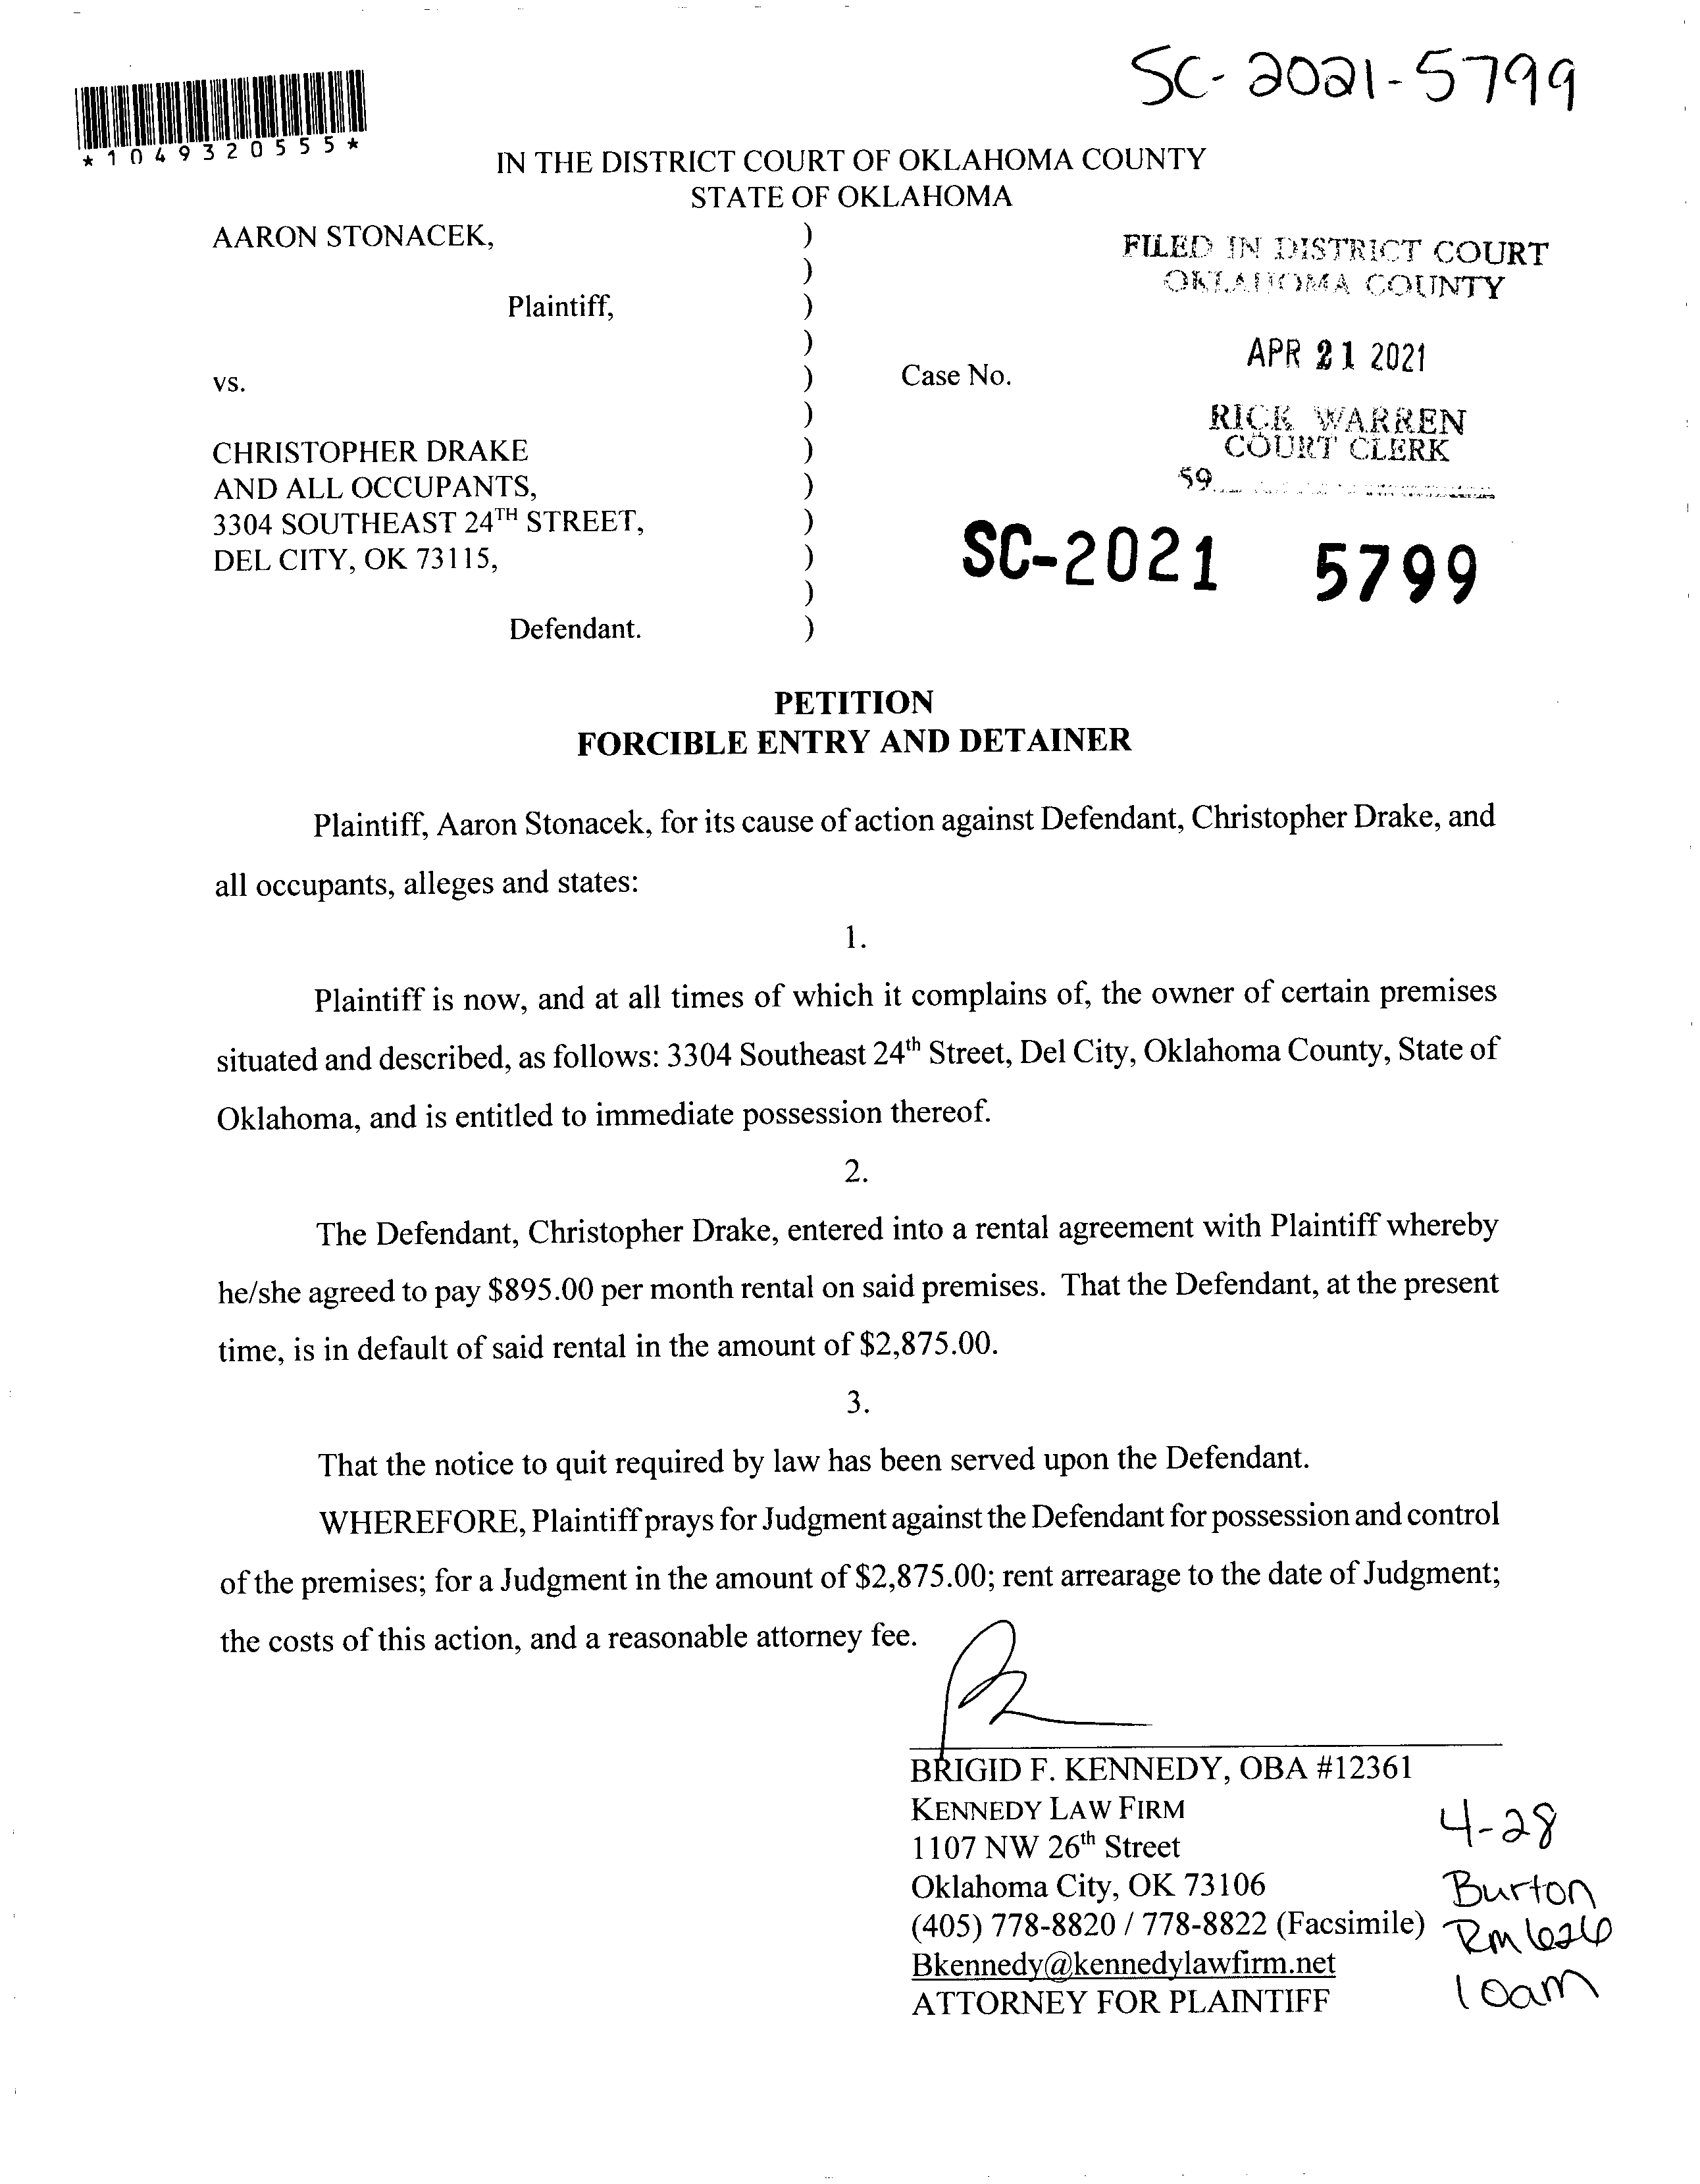 SC-2021-5799
*1049320555*
IN THE DISTRICT COURT OF OKLAHOMA COUNTY
STATE OF OKLAHOMA
AARON STONACEK, )
)
Plaintiff, )
)
vs. ) Case No.
)
CHRISTOPHER DRAKE )
AND ALL OCCUPANTS, )
3304 SOUTHEAST 24TH STREET, )
DEL CITY, OK 73115, )
)
Defendant. )
FILED IN DISTRICT COURT
OKLAHOMA COUNTY
APR 21 2021
RICK WARREN
COURT CLERK
59
SC-2021 5799
PETITION
FORCIBLE ENTRY AND DETAINER
Plaintiff, Aaron Stonacek, for its cause of action against Defendant, Christopher Drake, and
all occupants, alleges and states:
1.
Plaintiff is now, and at all times of which it complains of, the owner of certain premises
situated and described, as follows: 3304 Southeast 24th Street, Del City, Oklahoma County, State of
Oklahoma, and is entitled to immediate possession thereof.
2.
The Defendant, Christopher Drake, entered into a rental agreement with Plaintiff whereby
he/she agreed to pay $895.00 per month rental on said premises. That the Defendant, at the present
time, is in default of said rental in the amount of $2,875.00.
3.
That the notice to quit required by law has been served upon the Defendant.
WHEREFORE, Plaintiff prays for Judgment against the Defendant for possession and control
of the premises; for a Judgment in the amount of $2,875.00; rent arrearage to the date of Judgment;
the costs of this action, and a reasonable attorney fee.
BRIGID F. KENNEDY, OBA #12361
KENNEDY LAW FIRM
1107 NW 26th Street
Oklahoma City, OK 73106
(405) 778-8820 / 778-8822 (Facsimile)
Bkennedy@kennedylawfirm.net
ATTORNEY FOR PLAINTIFF
4-28
Burton
Rm 626
10am